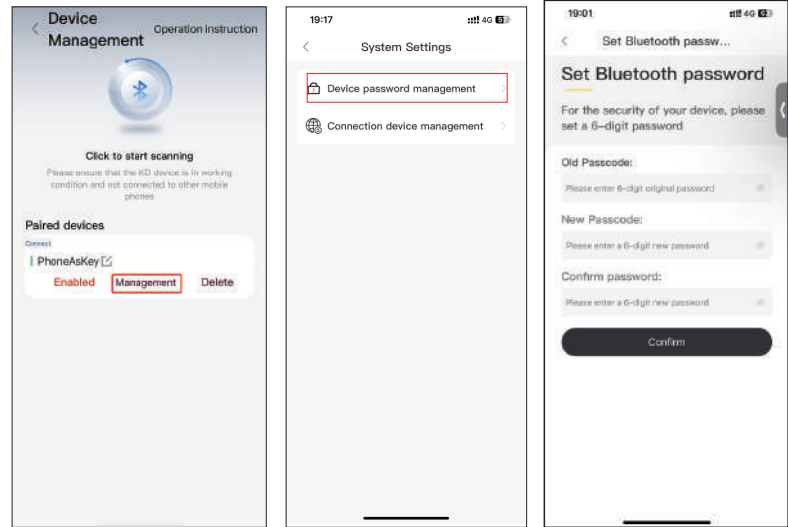 Device
Management
Operation instruction
Click to start scanning
Please ensure that the KD device is in working
condition and not connected to other mobile
phones
Paired devices
Connect
PhoneAsKey
Enabled
Management
Delete
19:17
4G
System Settings
Device password management
Connection device management
19:01
4G
Set Bluetooth passw...
Set Bluetooth password
For the security of your device, please
set a 6-digit password
Old Passcode:
Please enter 6-digit original password
New Passcode:
Please enter a 6-digit new password
Confirm password:
Please enter a 6-digit new password
Confirm